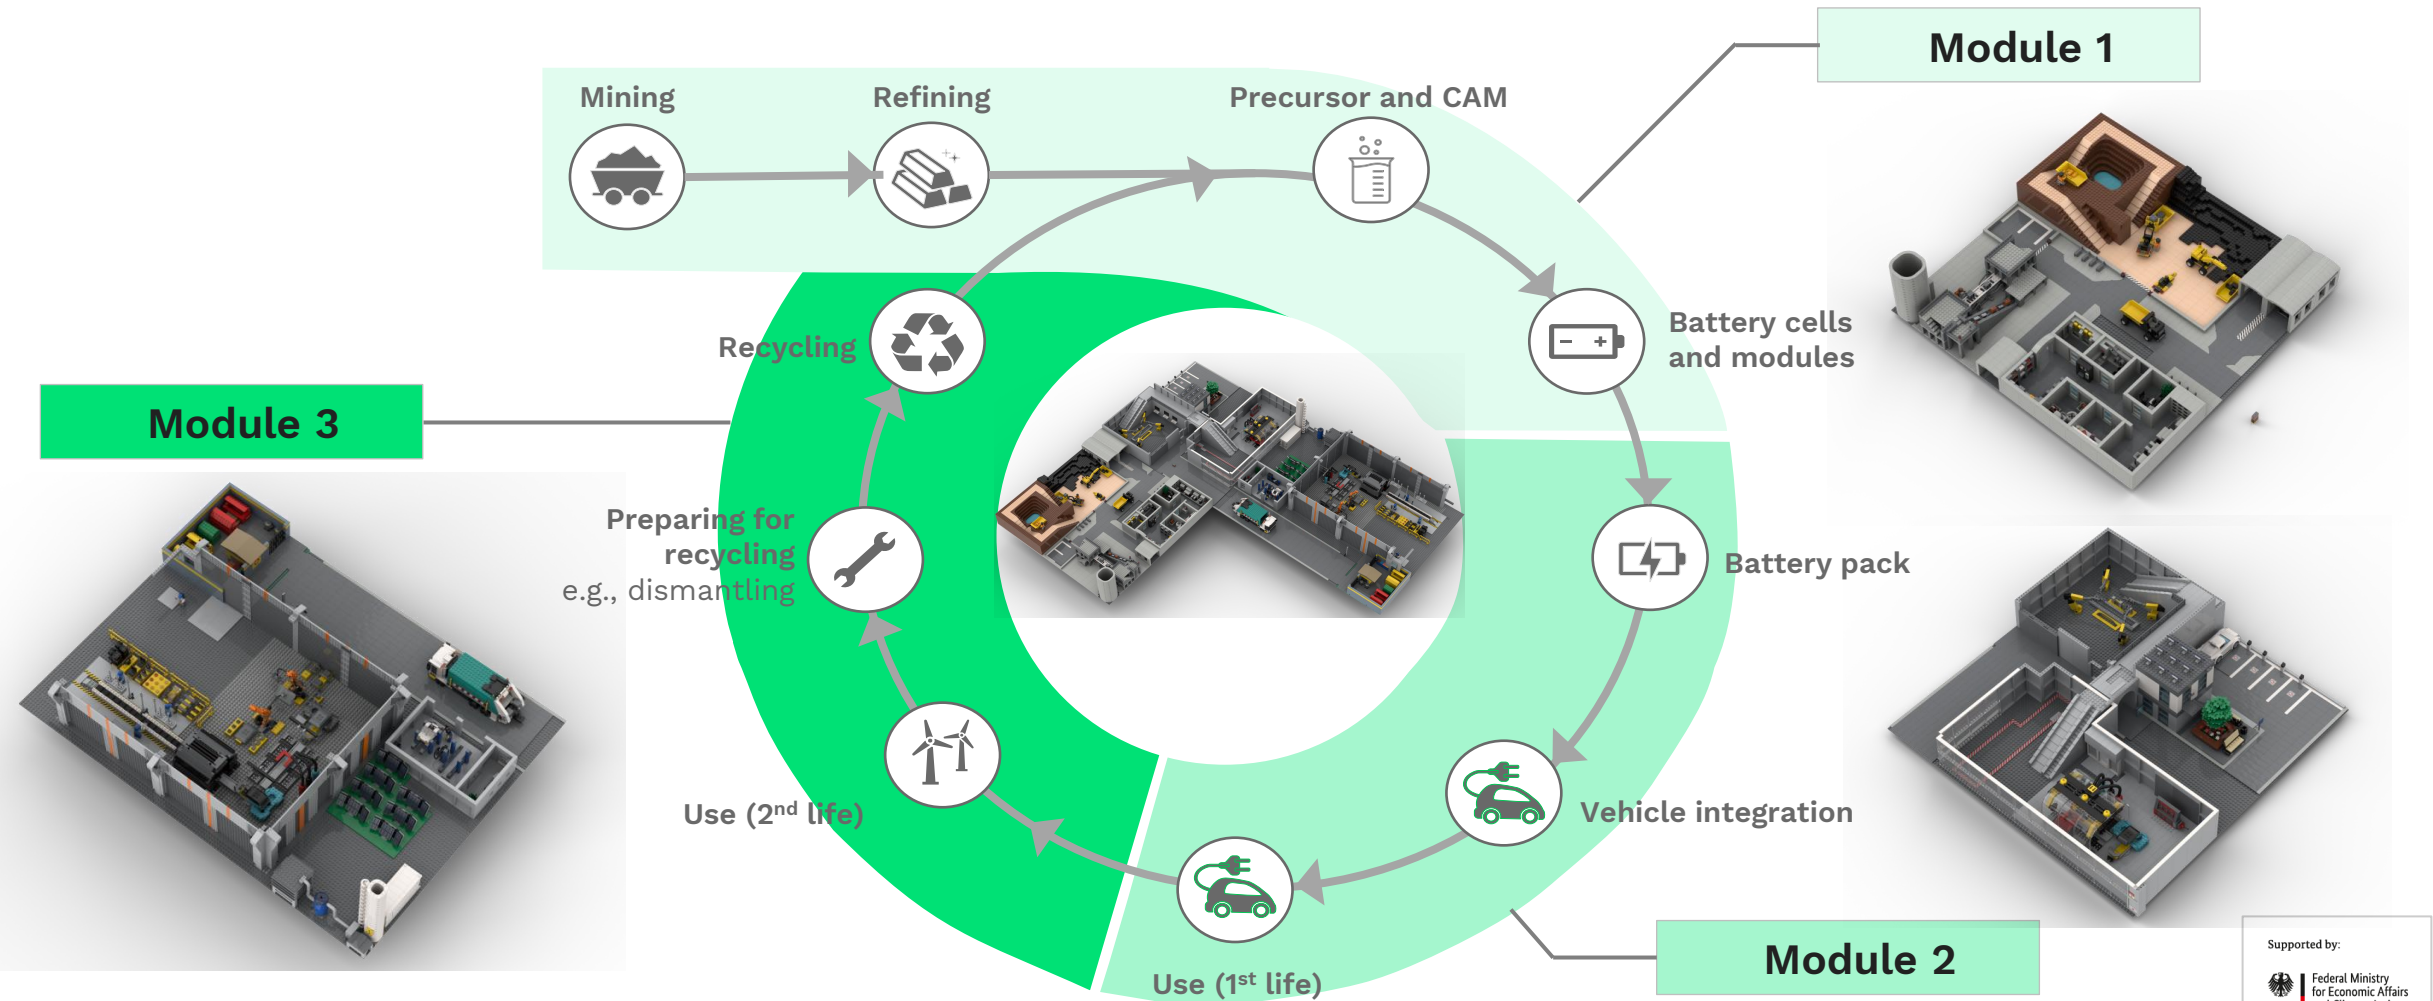 Module 1
Mining
Refining
Precursor and CAM
Recycling
Battery cells
and modules
Module 3
Preparing for
recycling
e.g., dismantling
Battery pack
Use (2nd life)
Vehicle integration
Use (1st life)
Module 2
Supported by:
Federal Ministry
for Economic Affairs